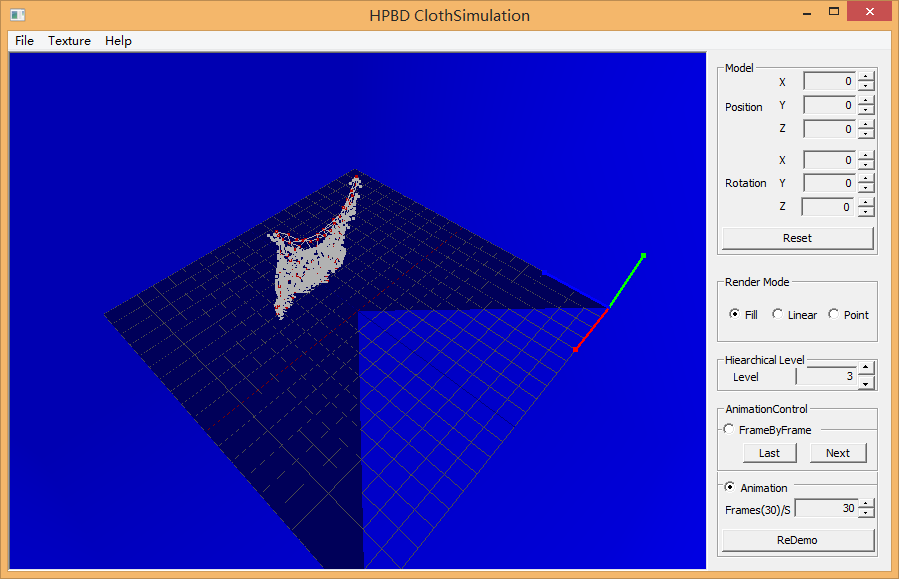 HPBD ClothSimulation
File Texture Help
Model
X 0
Position Y 0
Z 0
X 0
Rotation Y 0
Z 0
Reset
Render Mode
Fill Linear Point
Hiearchical Level
Level 3
AnimationControl
FrameByFrame
Last Next
Animation
Frames(30)/S 30
ReDemo